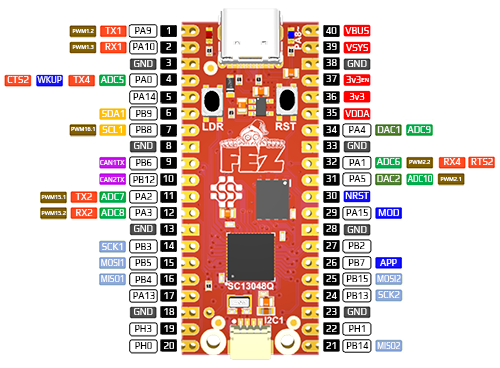 PWM1.2 TX1 PA9 1 40 VBUS
PWM1.3 RX1 PA10 2 39 VSYS
GND 3 38 GND
CTS2 WKUP TX4 ADC5 PA0 4 37 3v3EN
PA14 5 36 3v3
SDA1 PB9 6 35 VDDA
PWM16.1 SCL1 PB8 7 34 PA4 DAC1 ADC9
GND 8 33 GND
CAN1TX PB6 9 32 PA1 ADC6 PWM2.2 RX4 RTS2
CAN2TX PB12 10 31 PA5 DAC2 ADC10 PWM2.1
PWM15.1 TX2 ADC7 PA2 11 30 NRST
PWM15.2 RX2 ADC8 PA3 12 29 PA15 MOD
GND 13 28 GND
SCK1 PB3 14 27 PB2
MOSI1 PB5 15 26 PB7 APP
MISO1 PB4 16 25 PB15 MOSI2
PA13 17 24 PB13 SCK2
GND 18 23 GND
PH3 19 22 PH1
PH0 20 21 PB14 MISO2
PA8~
LDR RST
FEZ
SC13048Q
I2C1